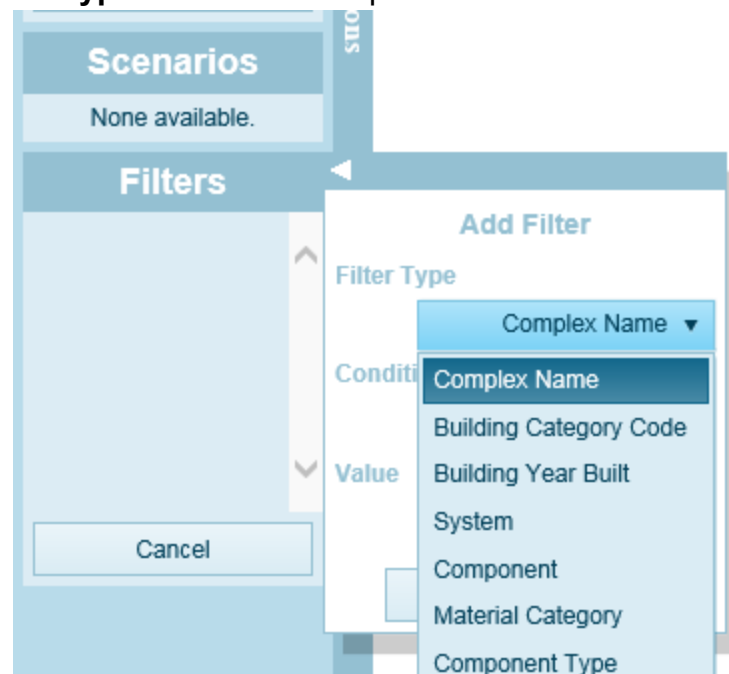 Scenarios
None available.
Filters
Add Filter
Filter Type
Complex Name
Complex Name
Building Category Code
Value
Building Year Built
System
Cancel
Component
Material Category
Component Type